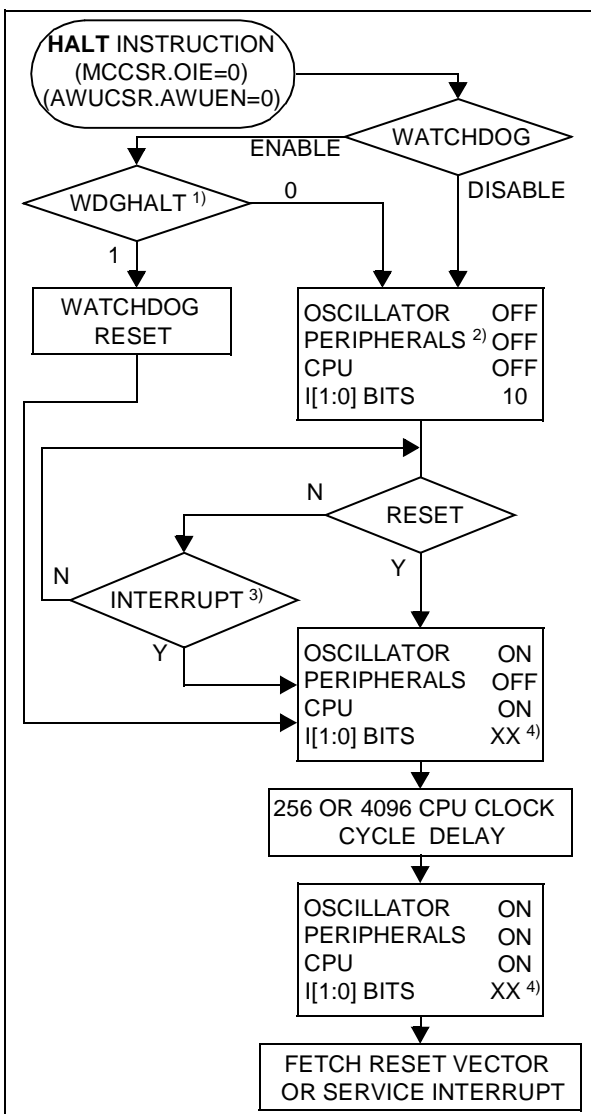 HALT INSTRUCTION
(MCCSR.OIE=0)
(AWUCSR.AWUEN=0)
WATCHDOG
ENABLE
DISABLE
WDGHALT 1)
0
1
WATCHDOG
RESET
OSCILLATOR OFF
PERIPHERALS 2) OFF
CPU OFF
I[1:0] BITS 10
N
RESET
Y
N
INTERRUPT 3)
Y
OSCILLATOR ON
PERIPHERALS OFF
CPU ON
I[1:0] BITS XX 4)
256 OR 4096 CPU CLOCK
CYCLE DELAY
OSCILLATOR ON
PERIPHERALS ON
CPU ON
I[1:0] BITS XX 4)
FETCH RESET VECTOR
OR SERVICE INTERRUPT